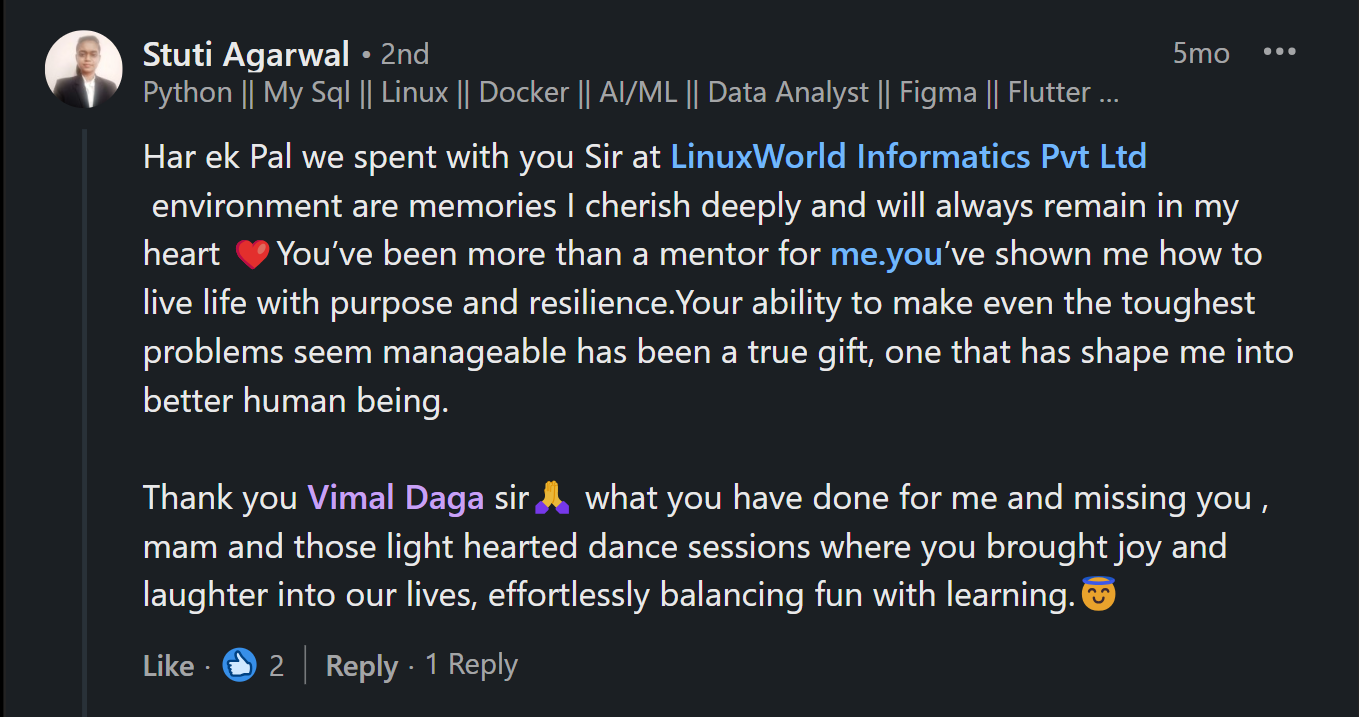 Stuti Agarwal • 2nd
5mo
Python || My Sql || Linux || Docker || AI/ML || Data Analyst || Figma || Flutter ...
Har ek Pal we spent with you Sir at LinuxWorld Informatics Pvt Ltd
environment are memories I cherish deeply and will always remain in my
heart ❤️You’ve been more than a mentor for me.you’ve shown me how to
live life with purpose and resilience.Your ability to make even the toughest
problems seem manageable has been a true gift, one that has shape me into
better human being.
Thank you Vimal Daga sir🙏 what you have done for me and missing you ,
mam and those light hearted dance sessions where you brought joy and
laughter into our lives, effortlessly balancing fun with learning.😇
Like · 👍 2 | Reply · 1 Reply